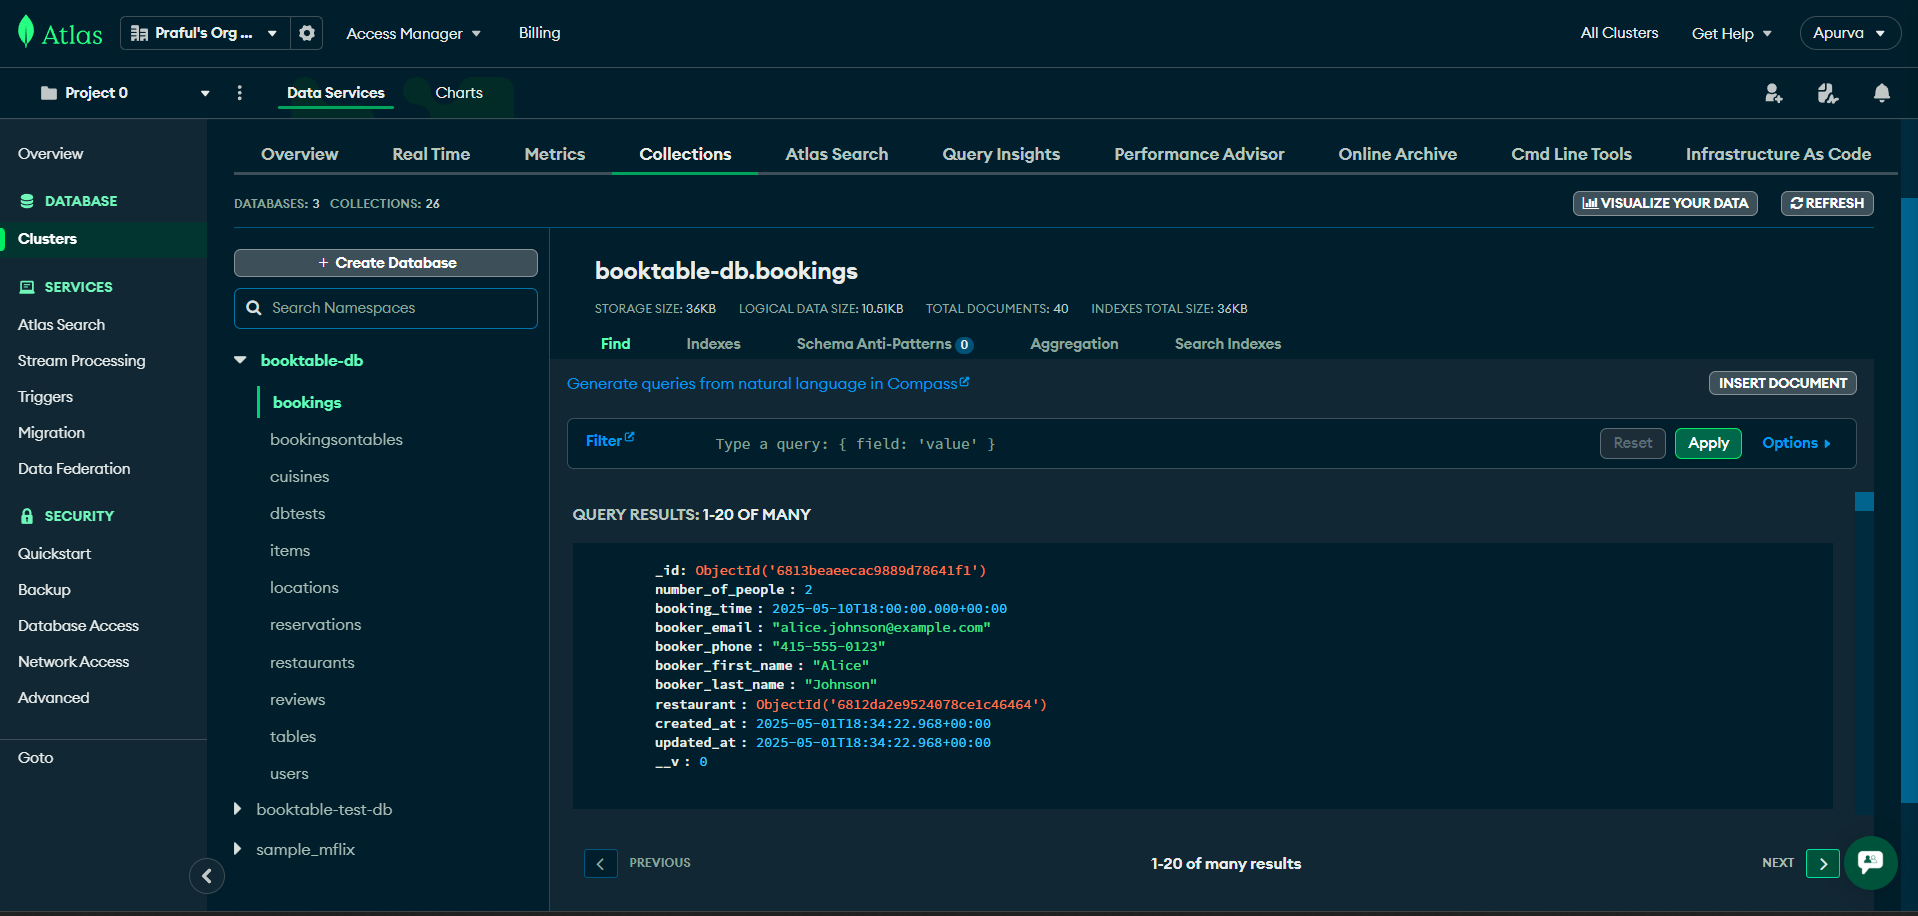 Atlas
Praful's Org ...
Access Manager
Billing
All Clusters
Get Help
Apurva
Project 0
Data Services
Charts
Overview
DATABASE
Clusters
SERVICES
Atlas Search
Stream Processing
Triggers
Migration
Data Federation
SECURITY
Quickstart
Backup
Database Access
Network Access
Advanced
Goto
Overview
Real Time
Metrics
Collections
Atlas Search
Query Insights
Performance Advisor
Online Archive
Cmd Line Tools
Infrastructure As Code
DATABASES: 3 COLLECTIONS: 26
VISUALIZE YOUR DATA
REFRESH
+ Create Database
Search Namespaces
booktable-db
bookings
bookingsontables
cuisines
dbtests
items
locations
reservations
restaurants
reviews
tables
users
booktable-test-db
sample_mflix
booktable-db.bookings
STORAGE SIZE: 36KB LOGICAL DATA SIZE: 10.51KB TOTAL DOCUMENTS: 40 INDEXES TOTAL SIZE: 36KB
Find
Indexes
Schema Anti-Patterns 0
Aggregation
Search Indexes
Generate queries from natural language in Compass
INSERT DOCUMENT
Filter
Type a query: { field: 'value' }
Reset
Apply
Options
QUERY RESULTS: 1-20 OF MANY
_id: ObjectId('6813beaeecac9889d78641f1')
number_of_people : 2
booking_time : 2025-05-10T18:00:00.000+00:00
booker_email : "alice.johnson@example.com"
booker_phone : "415-555-0123"
booker_first_name : "Alice"
booker_last_name : "Johnson"
restaurant : ObjectId('6812da2e9524078ce1c46464')
created_at : 2025-05-01T18:34:22.968+00:00
updated_at : 2025-05-01T18:34:22.968+00:00
__v : 0
PREVIOUS
1-20 of many results
NEXT